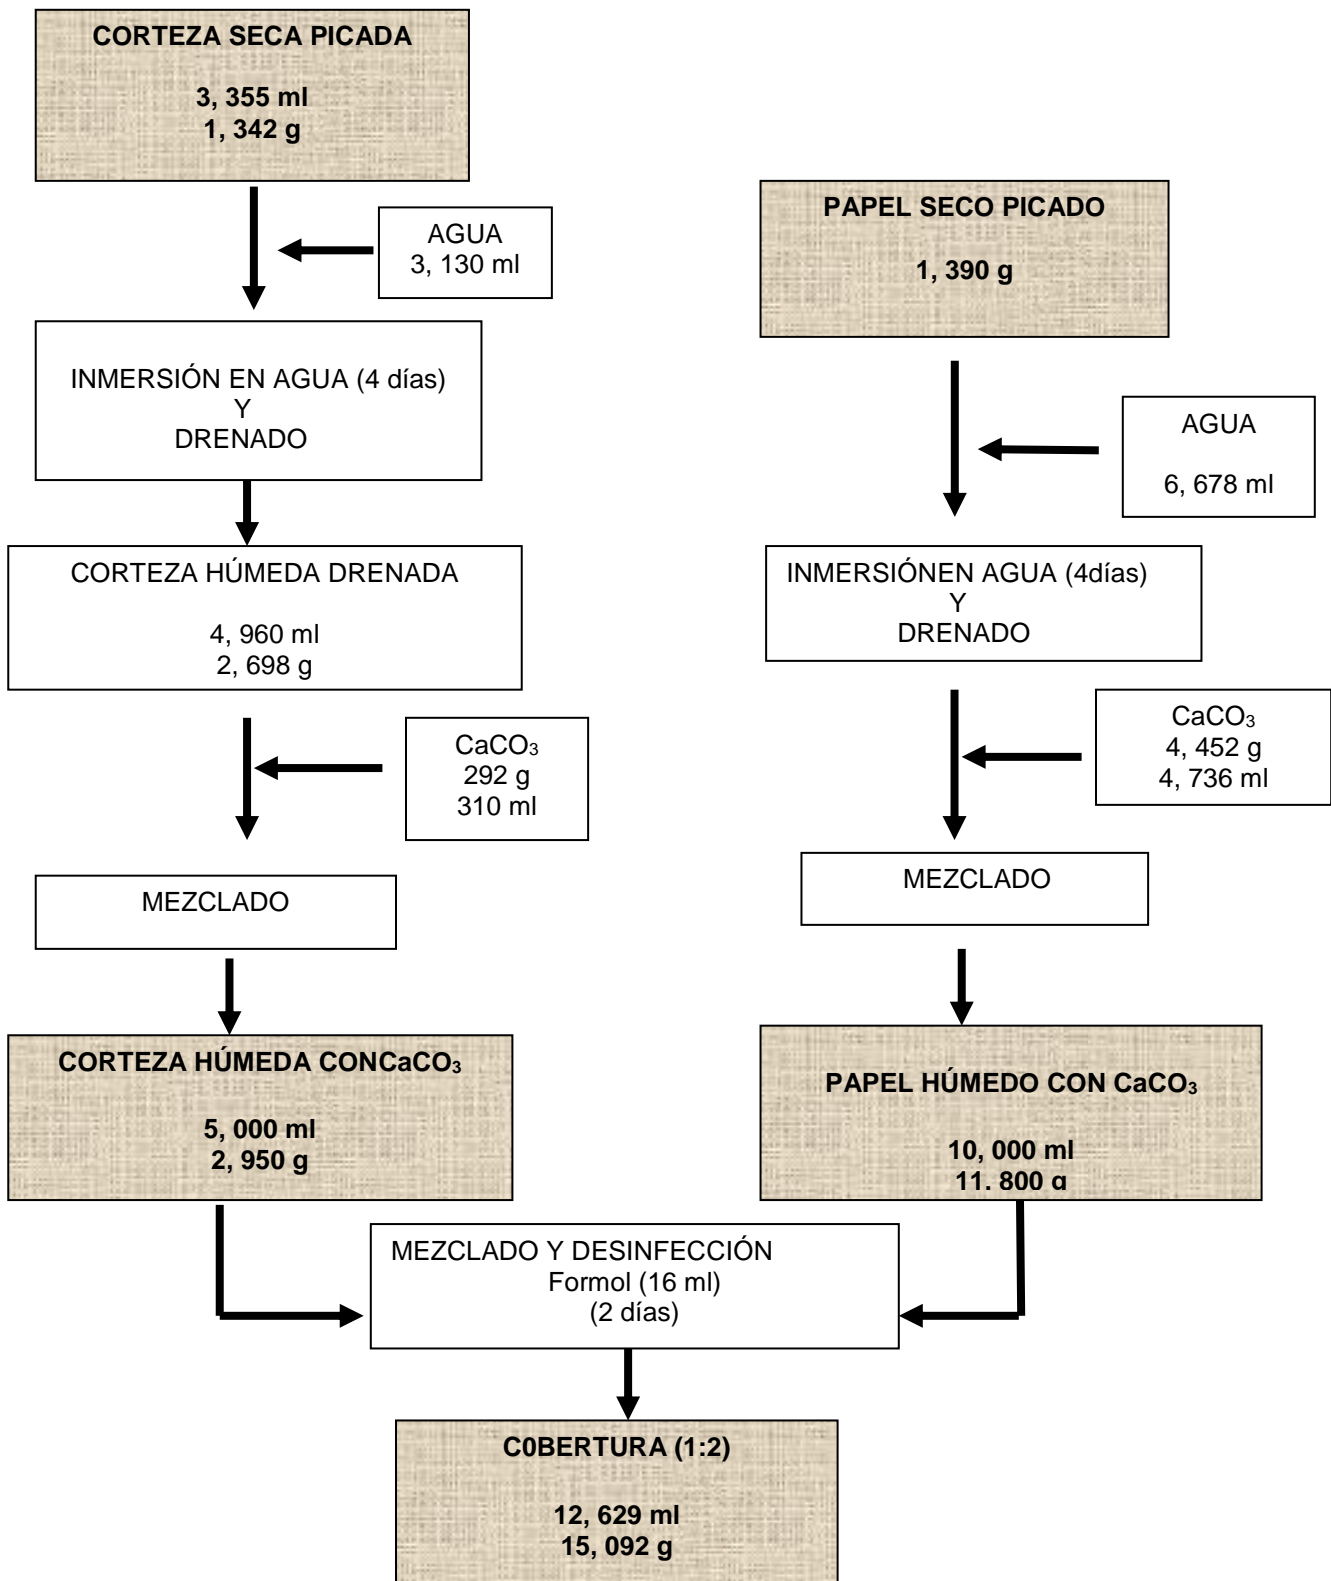 CORTEZA SECA PICADA
3, 355 ml
1, 342 g
AGUA
3, 130 ml
INMERSIÓN EN AGUA (4 días)
Y
DRENADO
CORTEZA HÚMEDA DRENADA
4, 960 ml
2, 698 g
CaCO₃
292 g
310 ml
MEZCLADO
CORTEZA HÚMEDA CONCaCO₃
5, 000 ml
2, 950 g
PAPEL SECO PICADO
1, 390 g
AGUA
6, 678 ml
INMERSIÓNEN AGUA (4días)
Y
DRENADO
CaCO₃
4, 452 g
4, 736 ml
MEZCLADO
PAPEL HÚMEDO CON CaCO₃
10, 000 ml
11, 800 g
MEZCLADO Y DESINFECCIÓN
Formol (16 ml)
(2 días)
C0BERTURA (1:2)
12, 629 ml
15, 092 g